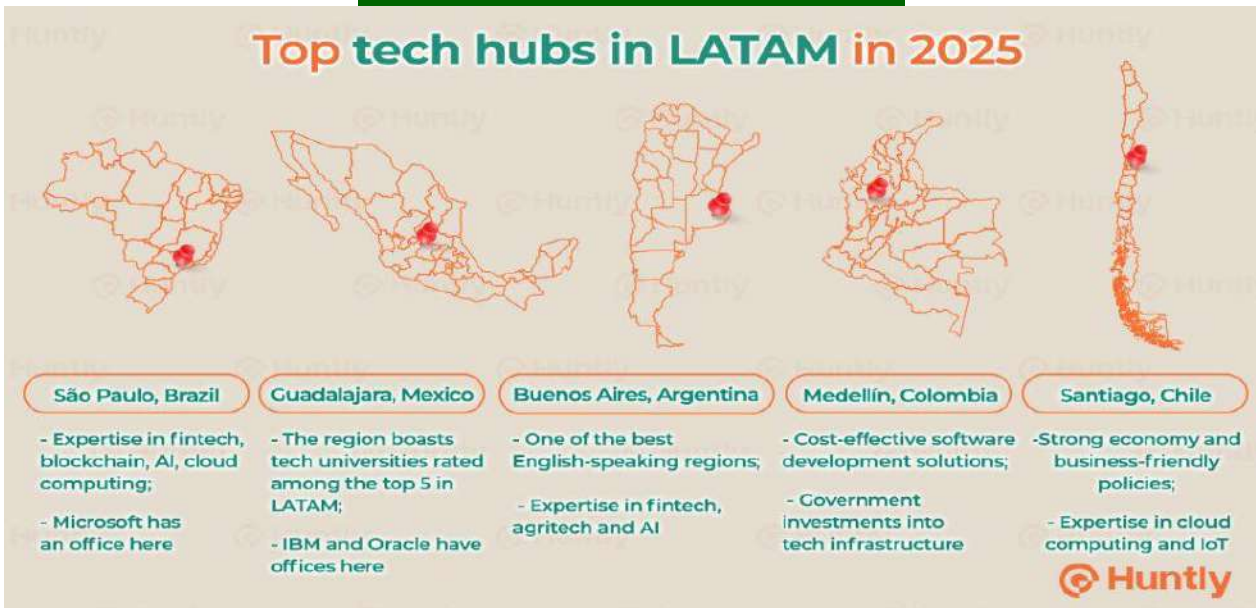 Top tech hubs in LATAM in 2025
São Paulo, Brazil
- Expertise in fintech,
blockchain, AI, cloud
computing;
- Microsoft has
an office here
Guadalajara, Mexico
- The region boasts
tech universities rated
among the top 5 in
LATAM;
- IBM and Oracle have
offices here
Buenos Aires, Argentina
- One of the best
English-speaking regions;
- Expertise in fintech,
agritech and AI
Medellín, Colombia
- Cost-effective software
development solutions;
- Government
investments into
tech infrastructure
Santiago, Chile
-Strong economy and
business-friendly
policies;
- Expertise in cloud
computing and IoT
Huntly